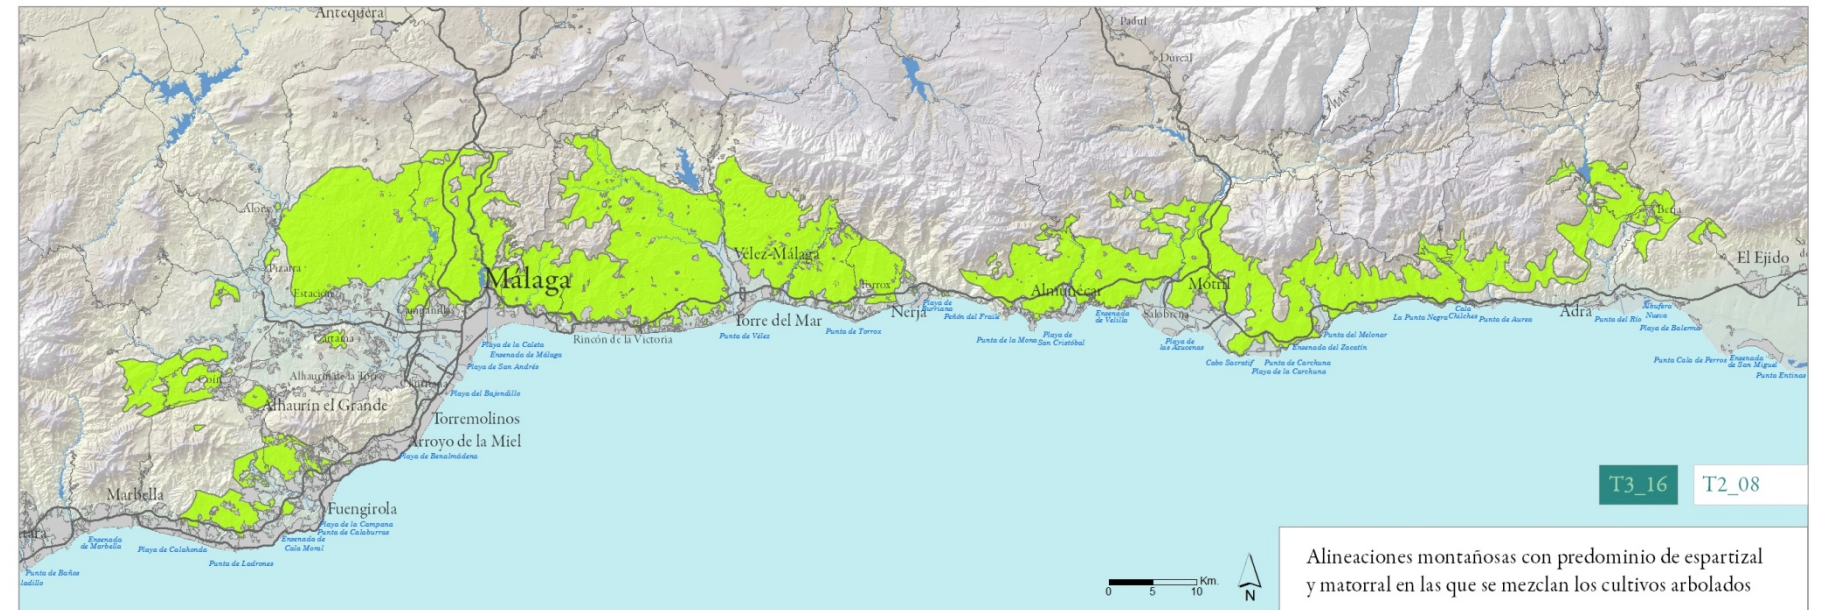 Antequera
Padul
Durcal
Alora
Berja
Pizarra
Vélez-Málaga
El Ejido
Málaga
Estación
Torrox
Almuñécar
Motril
Campanillas
Nerja
Playa de
Burriana
Peñón del Fraile
Ensenada
de Velilla
Salobreña
La Punta Negra
Cala
Chilches
Punta de Aurea
Adra
Punta del Río
Albufera
Nueva
Playa de Balerma
Torre del Mar
Punta de Torrox
Punta de Vélez
Rincón de la Victoria
Punta de la Mona
Playa de
San Cristóbal
Playa de
las Azucenas
Punta del Melonar
Ensenada del Zacatín
Cartama
Playa de la Caleta
Ensenada de Málaga
Playa de San Andrés
Cabo Sacratif
Punta de Carchuna
Playa de la Carchuna
Punta Cala de Perros
Ensenada
de San Miguel
Punta Entinas
Coín
Alhaurín de la Torre
Churriana
Playa del Bajondillo
Alhaurín el Grande
Torremolinos
Arroyo de la Miel
Playa de Benalmádena
Marbella
Fuengirola
Playa de la Campana
Punta de Calaburras
Ensenada de
Cala Moral
Ensenada
de Marbella
Playa de Calahonda
Punta de Ladrones
Punta de Baños
ladillo
T3_16
T2_08
Km.
0 5 10
N
Alineaciones montañosas con predominio de espartizal
y matorral en las que se mezclan los cultivos arbolados